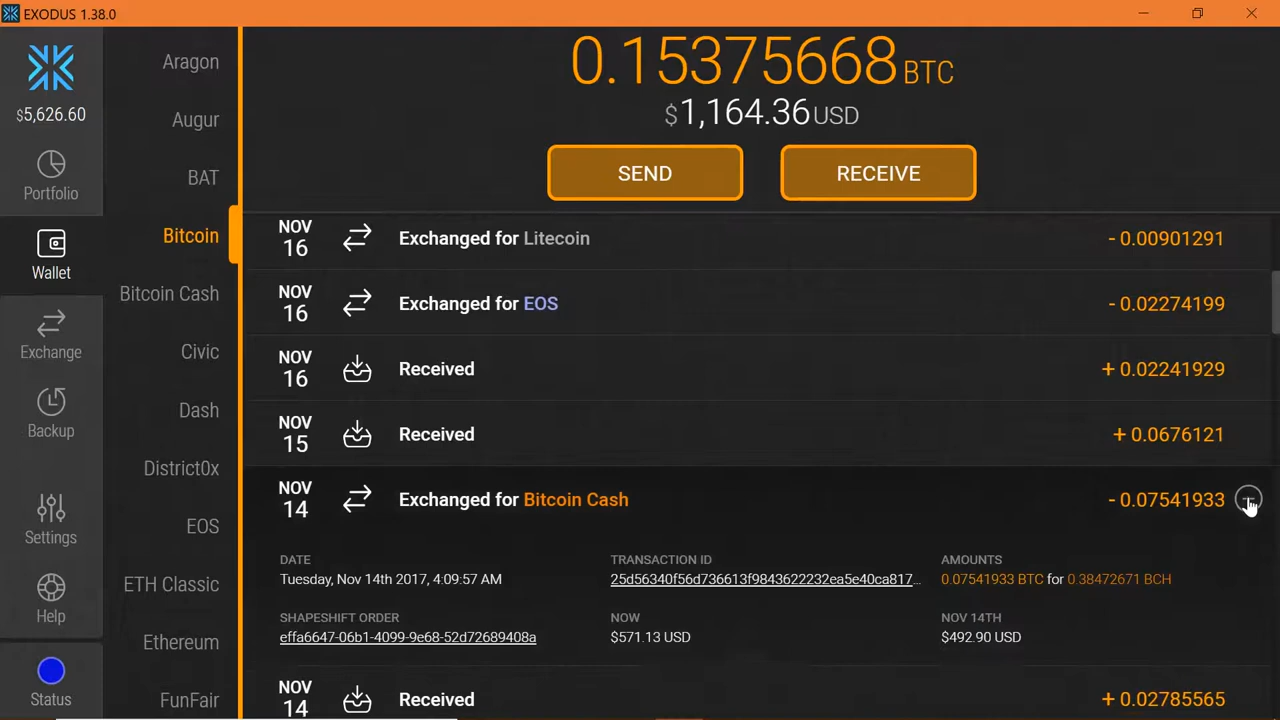 EXODUS 1.38.0
$5,626.60
Portfolio
Wallet
Exchange
Backup
Settings
Help
Status
Aragon
Augur
BAT
Bitcoin
Bitcoin Cash
Civic
Dash
District0x
EOS
ETH Classic
Ethereum
FunFair
0.15375668 BTC
$1,164.36 USD
SEND
RECEIVE
NOV 16 Exchanged for Litecoin - 0.00901291
NOV 16 Exchanged for EOS - 0.02274199
NOV 16 Received + 0.02241929
NOV 15 Received + 0.0676121
NOV 14 Exchanged for Bitcoin Cash - 0.07541933
DATE TRANSACTION ID AMOUNTS
Tuesday, Nov 14th 2017, 4:09:57 AM 25d56340f56d736613f9843622232ea5e40ca817... 0.07541933 BTC for 0.38472671 BCH
SHAPESHIFT ORDER NOW NOV 14TH
effa6647-06b1-4099-9e68-52d72689408a $571.13 USD $492.90 USD
NOV 14 Received + 0.02785565